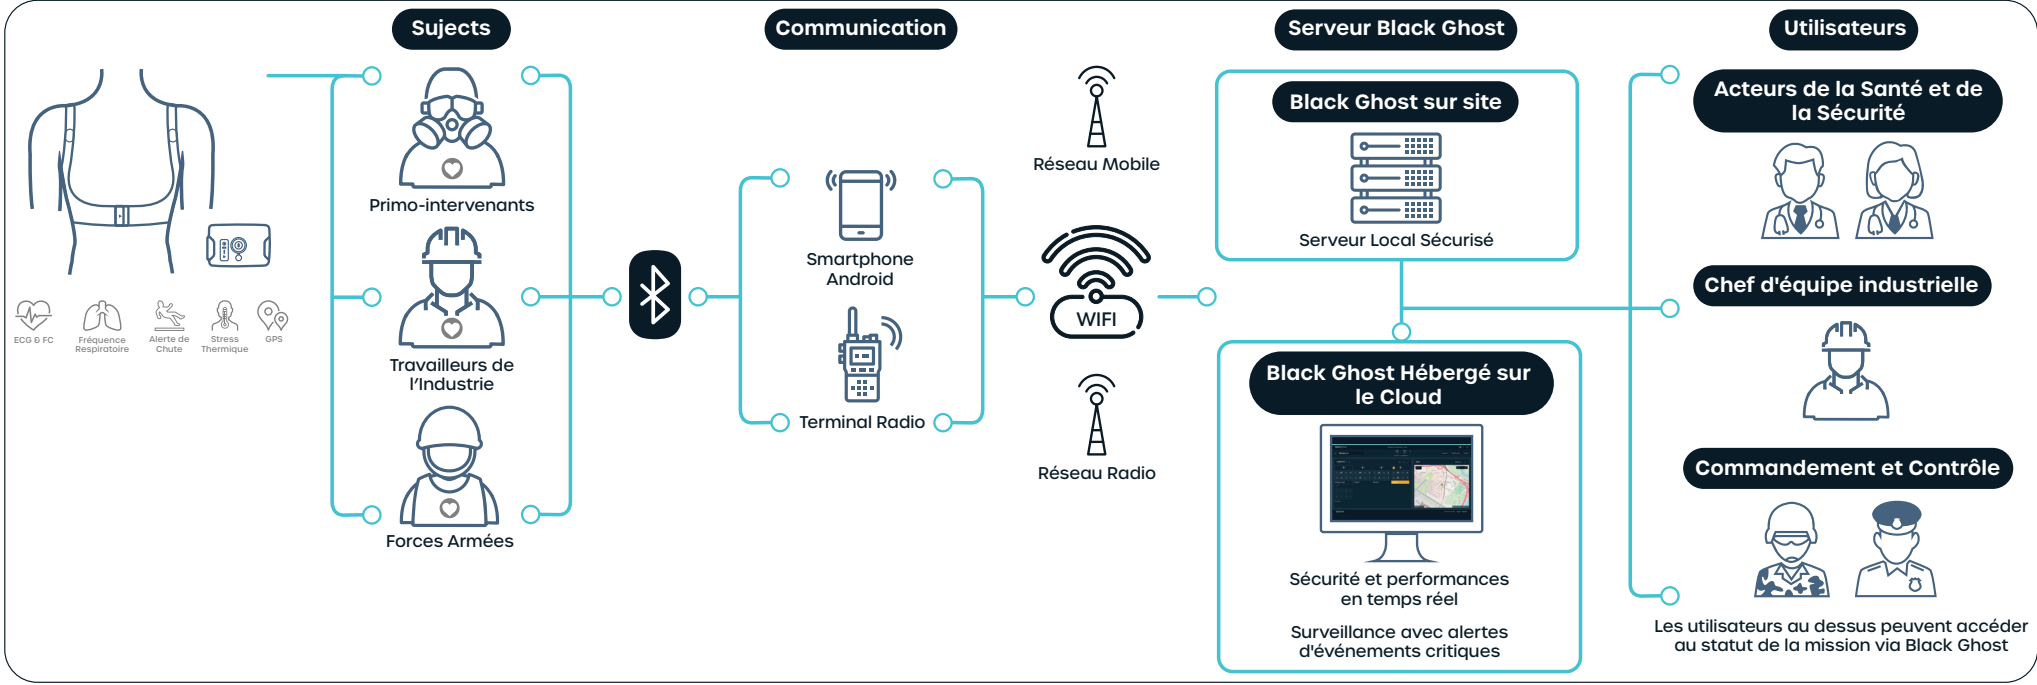 Sujects
Communication
Serveur Black Ghost
Utilisateurs
ECG & FC
Fréquence
Respiratoire
Alerte de
Chute
Stress
Thermique
GPS
Primo-intervenants
Travailleurs de
l'Industrie
Forces Armées
Smartphone
Android
Terminal Radio
Réseau Mobile
WIFI
Réseau Radio
Black Ghost sur site
Serveur Local Sécurisé
Black Ghost Hébergé sur
le Cloud
Sécurité et performances
en temps réel
Surveillance avec alertes
d'événements critiques
Acteurs de la Santé et de
la Sécurité
Chef d'équipe industrielle
Commandement et Contrôle
Les utilisateurs au dessus peuvent accéder
au statut de la mission via Black Ghost